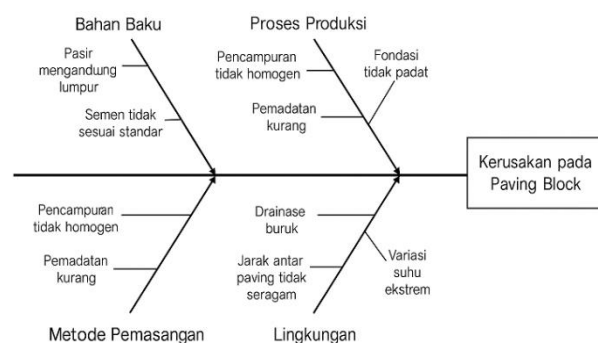 Bahan Baku
Proses Produksi
Pasir
mengandung
lumpur
Semen tidak
sesuai standar
Pencampuran
tidak homogen
Pemadatan
kurang
Fondasi
tidak padat
Kerusakan pada
Paving Block
Pencampuran
tidak homogen
Pemadatan
kurang
Drainase
buruk
Jarak antar
paving tidak
seragam
Variasi
suhu
ekstrem
Metode Pemasangan
Lingkungan